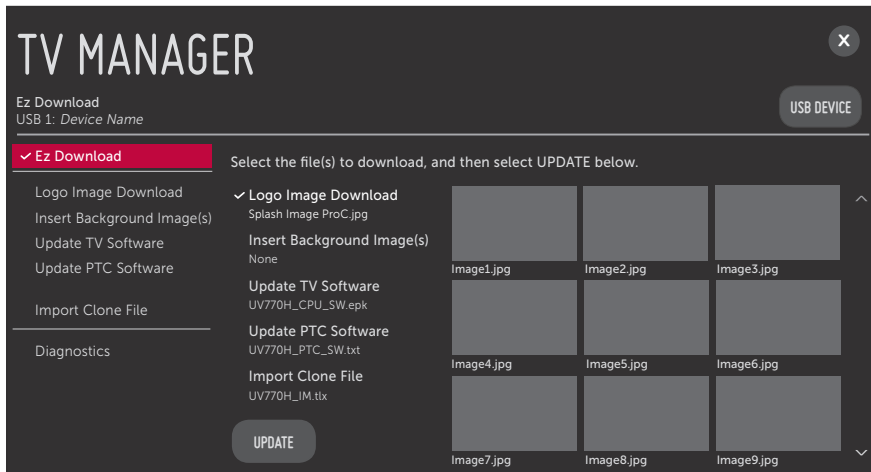 TV MANAGER
X
Ez Download
USB 1: Device Name
USB DEVICE
Ez Download
Logo Image Download
Insert Background Image(s)
Update TV Software
Update PTC Software
Import Clone File
Diagnostics
Select the file(s) to download, and then select UPDATE below.
Logo Image Download
Splash Image ProC.jpg
Insert Background Image(s)
None
Update TV Software
UV770H_CPU_SW.epk
Update PTC Software
UV770H_PTC_SW.txt
Import Clone File
UV770H_IM.tlx
UPDATE
Image1.jpg
Image2.jpg
Image3.jpg
Image4.jpg
Image5.jpg
Image6.jpg
Image7.jpg
Image8.jpg
Image9.jpg